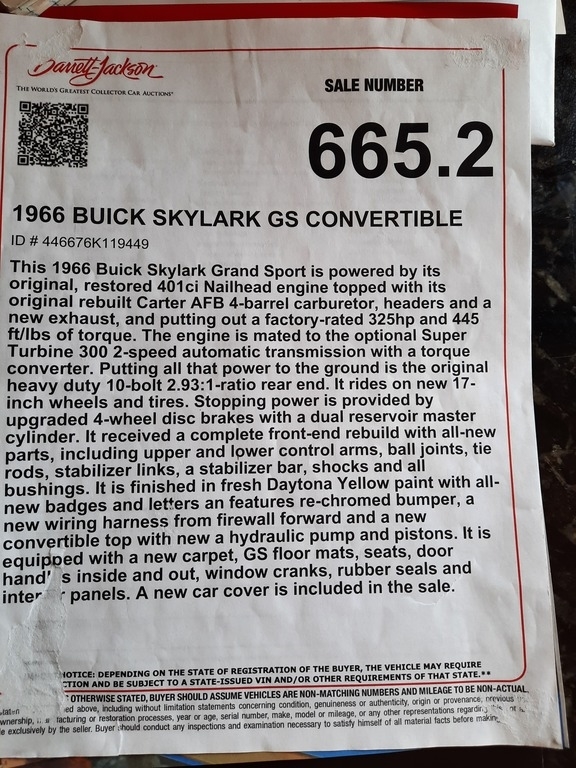 Barrett-Jackson
THE WORLD'S GREATEST COLLECTOR CAR AUCTIONS®
SALE NUMBER
665.2
1966 BUICK SKYLARK GS CONVERTIBLE
ID # 446676K119449
This 1966 Buick Skylark Grand Sport is powered by its
original, restored 401ci Nailhead engine topped with its
original rebuilt Carter AFB 4-barrel carburetor, headers and a
new exhaust, and putting out a factory-rated 325hp and 445
ft/lbs of torque. The engine is mated to the optional Super
Turbine 300 2-speed automatic transmission with a torque
converter. Putting all that power to the ground is the original
heavy duty 10-bolt 2.93:1-ratio rear end. It rides on new 17-
inch wheels and tires. Stopping power is provided by
upgraded 4-wheel disc brakes with a dual reservoir master
cylinder. It received a complete front-end rebuild with all-new
parts, including upper and lower control arms, ball joints, tie
rods, stabilizer links, a stabilizer bar, shocks and all
bushings. It is finished in fresh Daytona Yellow paint with all-
new badges and letters an features re-chromed bumper, a
new wiring harness from firewall forward and a new
convertible top with new a hydraulic pump and pistons. It is
equipped with a new carpet, GS floor mats, seats, door
hand s inside and out, window cranks, rubber seals and
inter r panels. A new car cover is included in the sale.
NOTICE: DEPENDING ON THE STATE OF REGISTRATION OF THE BUYER, THE VEHICLE MAY REQUIRE
CTION AND BE SUBJECT TO A STATE-ISSUED VIN AND/OR OTHER REQUIREMENTS OF THAT STATE.**
OTHERWISE STATED, BUYER SHOULD ASSUME VEHICLES ARE NON-MATCHING NUMBERS AND MILEAGE TO BE NON-ACTUAL.
ed above, including without limitation statements concerning condition, genuineness or authenticity, origin or provenance, previous
wnership, facturing or restoration processes, year or age, serial number, make, model or mileage, or any other representations
e exclusively by the seller. Buyer should conduct any inspections and examination necessary to satisfy himself of all material facts before